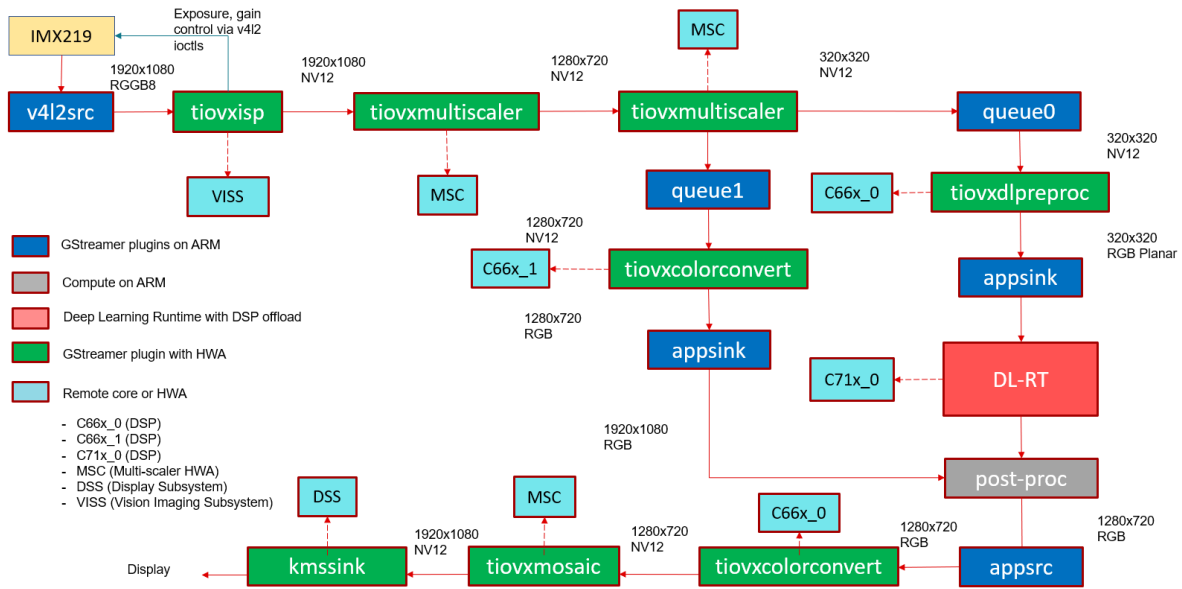 Exposure, gain
control via v4l2
ioctls
IMX219
MSC
1920x1080
RGGB8
1920x1080
NV12
1280x720
NV12
320x320
NV12
v4l2src
tiovxisp
tiovxmultiscaler
tiovxmultiscaler
queue0
VISS
MSC
queue1
320x320
NV12
C66x_0
tiovxdlpreproc
1280x720
NV12
C66x_1
tiovxcolorconvert
320x320
RGB Planar
appsink
1280x720
RGB
appsink
GStreamer plugins on ARM
Compute on ARM
Deep Learning Runtime with DSP offload
GStreamer plugin with HWA
Remote core or HWA
- C66x_0 (DSP)
- C66x_1 (DSP)
- C71x_0 (DSP)
- MSC (Multi-scaler HWA)
- DSS (Display Subsystem)
- VISS (Vision Imaging Subsystem)
C71x_0
DL-RT
1920x1080
RGB
post-proc
DSS
MSC
C66x_0
1920x1080
NV12
1280x720
NV12
1280x720
RGB
1280x720
RGB
Display
kmssink
tiovxmosaic
tiovxcolorconvert
appsrc